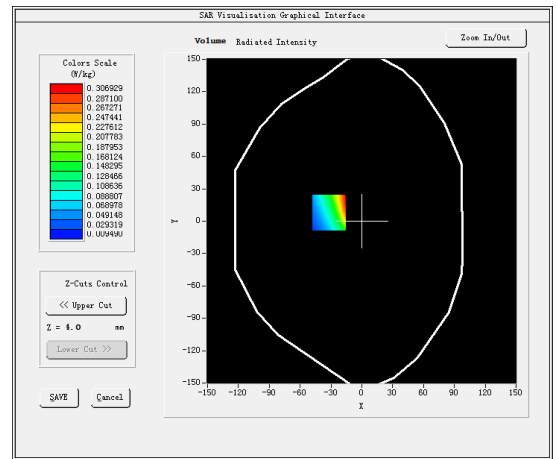 SAR Visualisation Graphical Interface
Volume Radiated Intensity
Zoom In/Out
Colors Scale
(W/kg)
0.306929
0.287100
0.267271
0.247441
0.227612
0.207783
0.187953
0.168124
0.148295
0.128466
0.108636
0.088807
0.068978
0.049148
0.029319
0.009490
Z-Cuts Control
<< Upper Cut
Z = 4.0 mm
Lower Cut >>
SAVE Cancel
150
120
90
60
30
0
-30
-60
-90
-120
-150
Y
-150 -120 -90 -60 -30 0 30 60 90 120 150
X